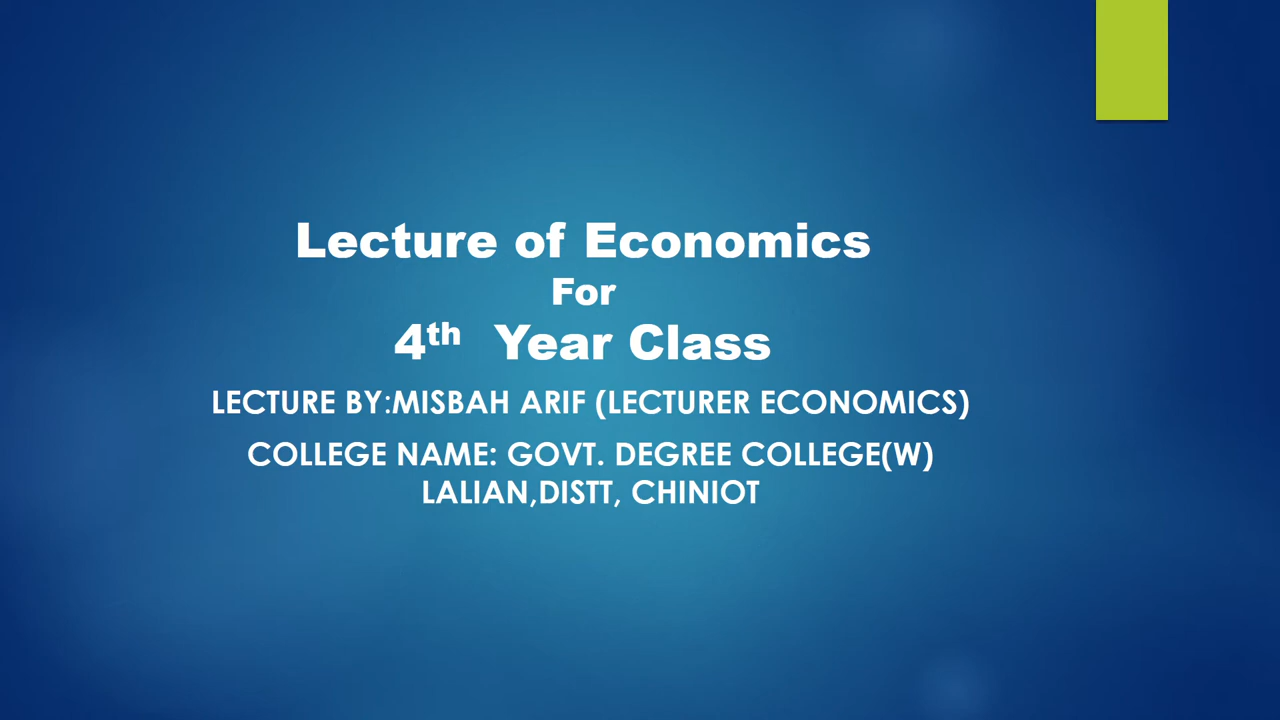 Lecture of Economics
For
4th Year Class
LECTURE BY:MISBAH ARIF (LECTURER ECONOMICS)
COLLEGE NAME: GOVT. DEGREE COLLEGE(W)
LALIAN,DISTT, CHINIOT